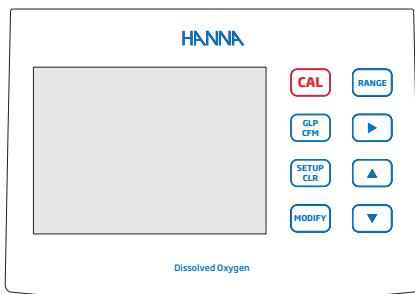 HANNA
CAL
RANGE
GLP
CFM
SETUP
CLR
MODIFY
Dissolved Oxygen